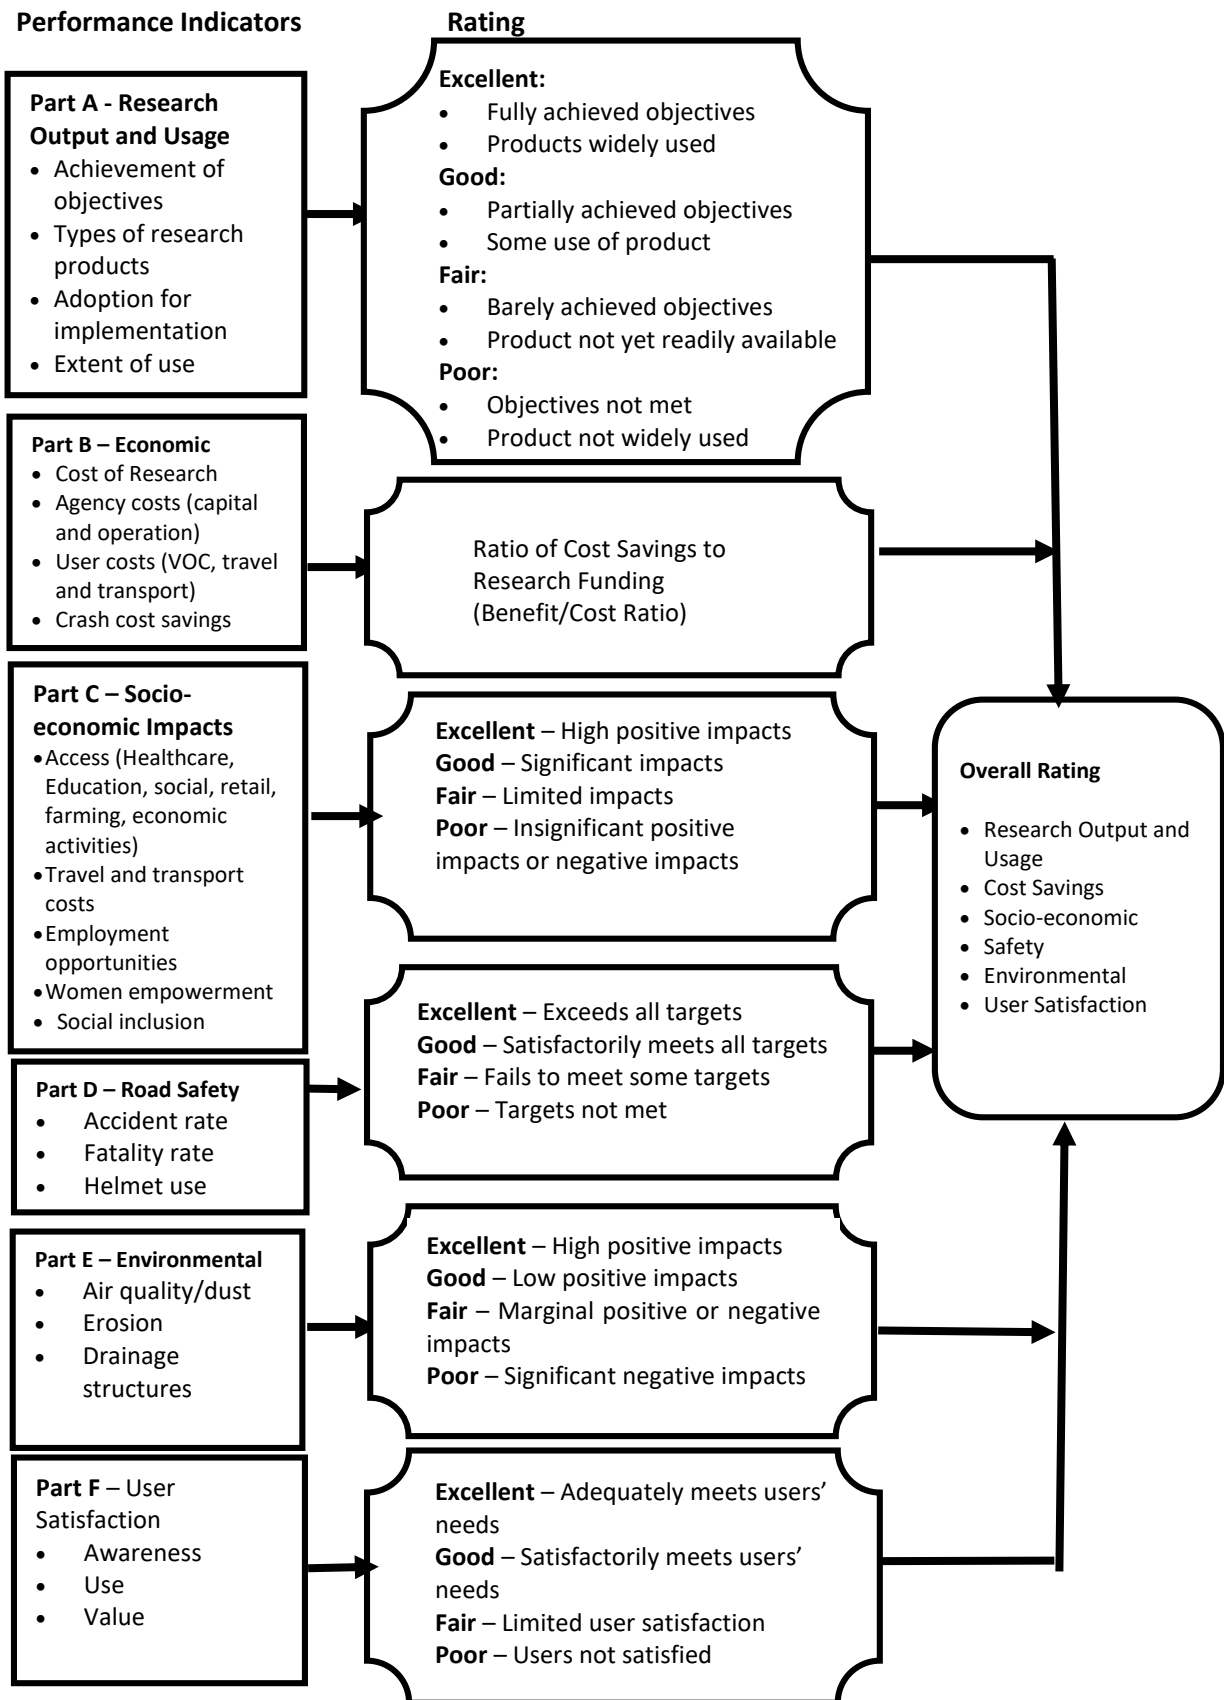 Performance Indicators
Rating
Part A - Research
Output and Usage
• Achievement of
objectives
• Types of research
products
• Adoption for
implementation
• Extent of use
Excellent:
• Fully achieved objectives
• Products widely used
Good:
• Partially achieved objectives
• Some use of product
Fair:
• Barely achieved objectives
• Product not yet readily available
Poor:
• Objectives not met
• Product not widely used
Part B – Economic
• Cost of Research
• Agency costs (capital
and operation)
• User costs (VOC, travel
and transport)
• Crash cost savings
Ratio of Cost Savings to
Research Funding
(Benefit/Cost Ratio)
Part C – Socio-
economic Impacts
• Access (Healthcare,
Education, social, retail,
farming, economic
activities)
• Travel and transport
costs
• Employment
opportunities
• Women empowerment
• Social inclusion
Excellent – High positive impacts
Good – Significant impacts
Fair – Limited impacts
Poor – Insignificant positive
impacts or negative impacts
Part D – Road Safety
• Accident rate
• Fatality rate
• Helmet use
Excellent – Exceeds all targets
Good – Satisfactorily meets all targets
Fair – Fails to meet some targets
Poor – Targets not met
Part E – Environmental
• Air quality/dust
• Erosion
• Drainage
structures
Excellent – High positive impacts
Good – Low positive impacts
Fair – Marginal positive or negative
impacts
Poor – Significant negative impacts
Part F – User
Satisfaction
• Awareness
• Use
• Value
Excellent – Adequately meets users’
needs
Good – Satisfactorily meets users’
needs
Fair – Limited user satisfaction
Poor – Users not satisfied
Overall Rating
• Research Output and
Usage
• Cost Savings
• Socio-economic
• Safety
• Environmental
• User Satisfaction